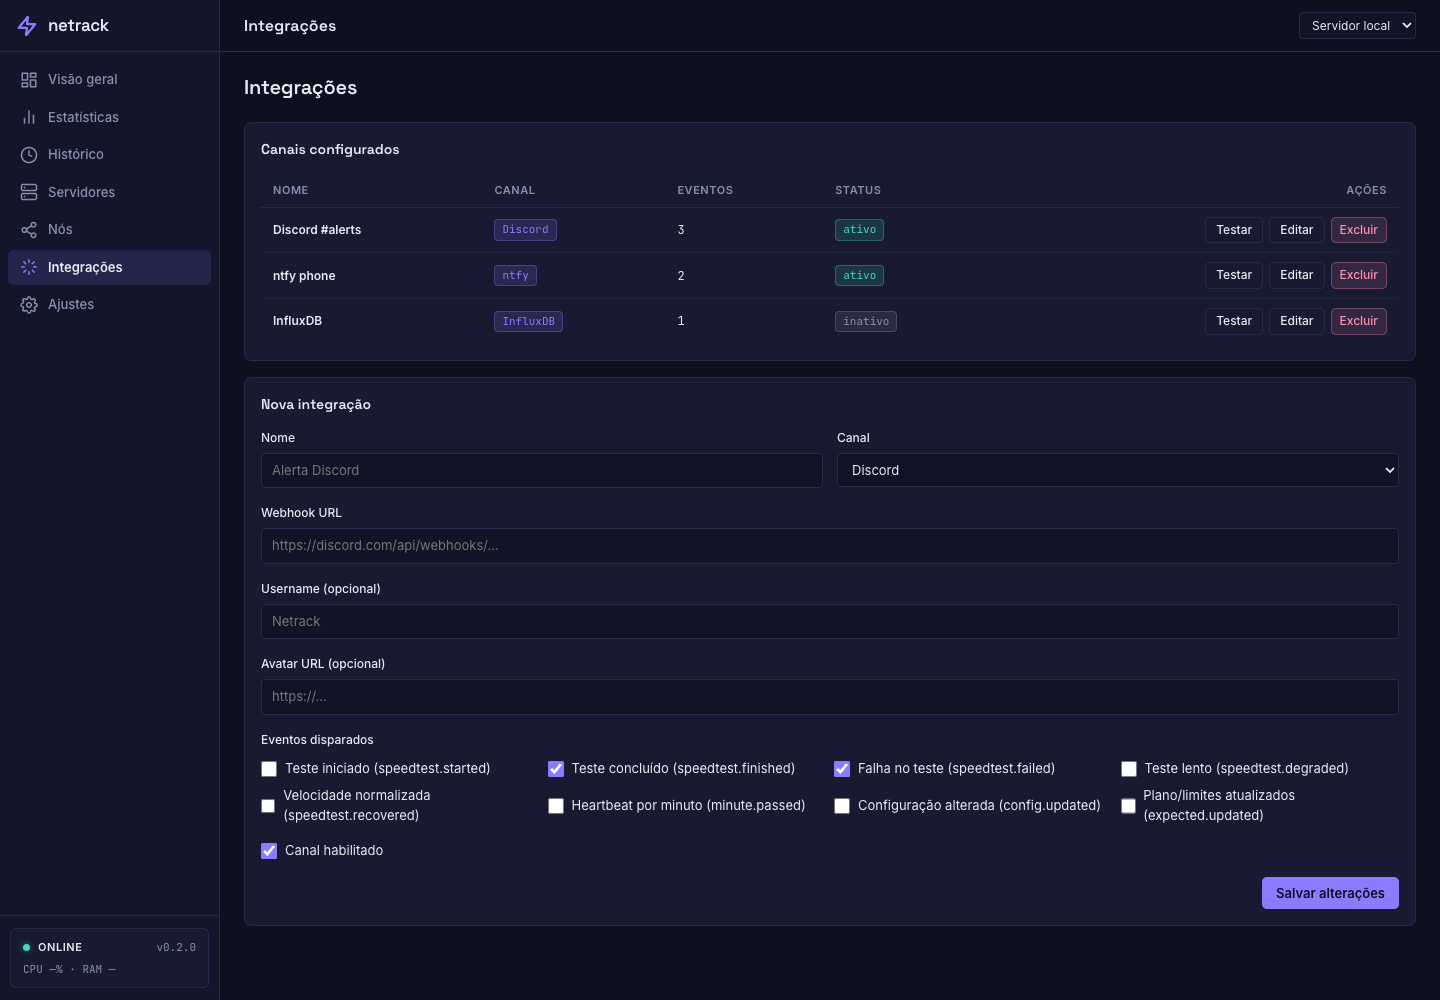 netrack
Integrações
Servidor local
Visão geral
Estatísticas
Histórico
Servidores
Nós
Integrações
Ajustes
ONLINE v0.2.0
CPU —% · RAM —
Integrações
Canais configurados
NOME CANAL EVENTOS STATUS AÇÕES
Discord #alerts Discord 3 ativo Testar Editar Excluir
ntfy phone ntfy 2 ativo Testar Editar Excluir
InfluxDB InfluxDB 1 inativo Testar Editar Excluir
Nova integração
Nome Canal
Alerta Discord Discord
Webhook URL
https://discord.com/api/webhooks/...
Username (opcional)
Netrack
Avatar URL (opcional)
https://...
Eventos disparados
Teste iniciado (speedtest.started) Teste concluído (speedtest.finished) Falha no teste (speedtest.failed) Teste lento (speedtest.degraded)
Velocidade normalizada
(speedtest.recovered)
Heartbeat por minuto (minute.passed) Configuração alterada (config.updated)
Plano/limites atualizados
(expected.updated)
Canal habilitado
Salvar alterações